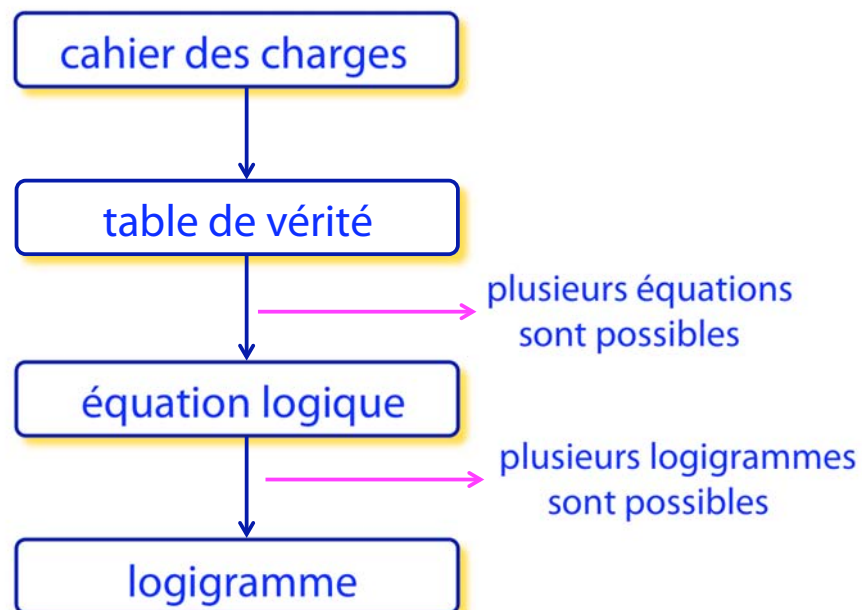 cahier des charges
table de vérité
plusieurs équations
sont possibles
équation logique
plusieurs logigrammes
sont possibles
logigramme